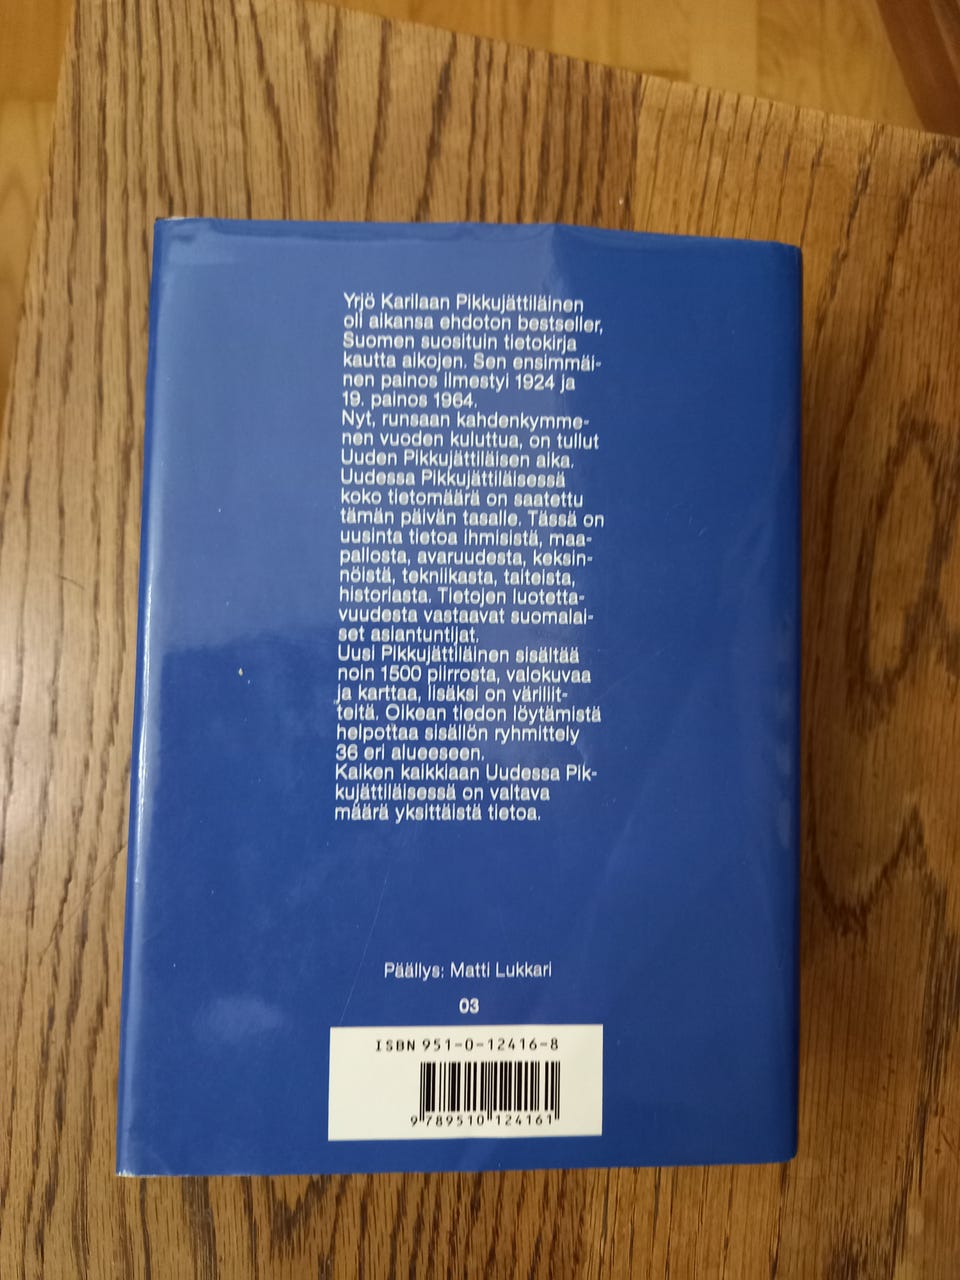 Yrjö Karilaan Pikkujättiläinen
oli aikansa ehdoton bestseller,
Suomen suosituin tietokirja
kautta aikojen. Sen ensimmäi-
nen painos ilmestyi 1924 ja
19. painos 1964.
Nyt, runsaan kahdenkymme-
nen vuoden kuluttua, on tullut
Uuden Pikkujättiläisen aika.
Uudessa Pikkujättiläisessä
koko tietomäärä on saatettu
tämän päivän tasalle. Tässä on
uusinta tietoa ihmisistä, maa-
pallosta, avaruudesta, keksin-
nöistä, tekniikasta, taiteista,
historiasta. Tietojen luotetta-
vuudesta vastaavat suomalai-
set asiantuntijat.
Uusi Pikkujättiläinen sisältää
noin 1500 piirrosta, valokuvaa
ja karttaa, lisäksi on väriliit-
teitä. Oikean tiedon löytämistä
helpottaa sisällön ryhmittely
36 eri alueeseen.
Kaiken kaikkiaan Uudessa Pik-
kujättiläisessä on valtava
määrä yksittäistä tietoa.
Päällys: Matti Lukkari
03
ISBN 951-0-12416-8
9 789510 124161